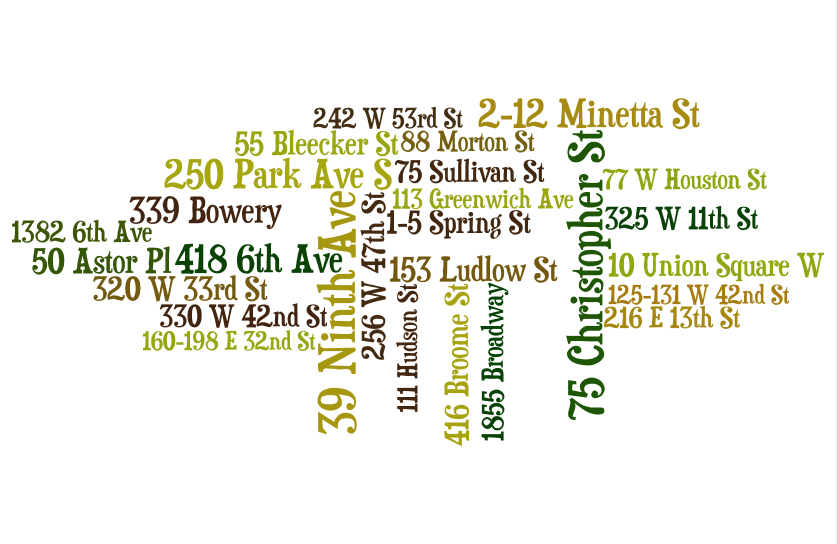 242 W 53rd St
2-12 Minetta St
55 Bleecker St
88 Morton St
250 Park Ave S
75 Sullivan St
77 W Houston St
113 Greenwich Ave
339 Bowery
1-5 Spring St
325 W 11th St
1382 6th Ave
50 Astor Pl
418 6th Ave
153 Ludlow St
10 Union Square W
320 W 33rd St
125-131 W 42nd St
330 W 42nd St
216 E 13th St
160-198 E 32nd St
39 Ninth Ave
256 W 47th St
111 Hudson St
416 Broome St
1855 Broadway
75 Christopher St